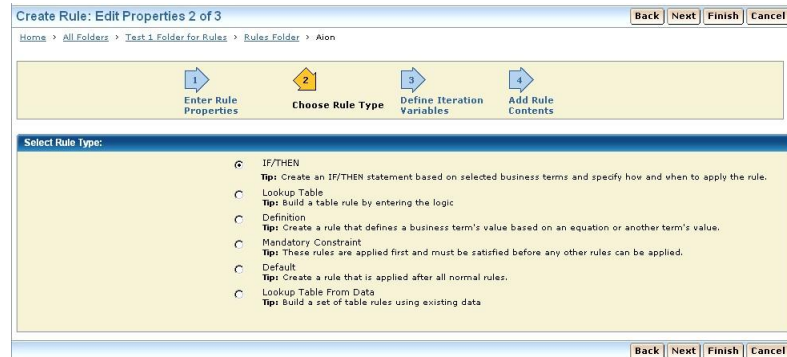 Create Rule: Edit Properties 2 of 3
Back Next Finish Cancel
Home > All Folders > Test 1 Folder for Rules > Rules Folder > Aion
1
Enter Rule
Properties
2
Choose Rule Type
3
Define Iteration
Variables
4
Add Rule
Contents
Select Rule Type:
IF/THEN
Tip: Create an IF/THEN statement based on selected business terms and specify how and when to apply the rule.
Lookup Table
Tip: Build a table rule by entering the logic
Definition
Tip: Create a rule that defines a business term's value based on an equation or another term's value.
Mandatory Constraint
Tip: These rules are applied first and must be satisfied before any other rules can be applied.
Default
Tip: Create a rule that is applied after all normal rules.
Lookup Table From Data
Tip: Build a set of table rules using existing data
Back Next Finish Cancel